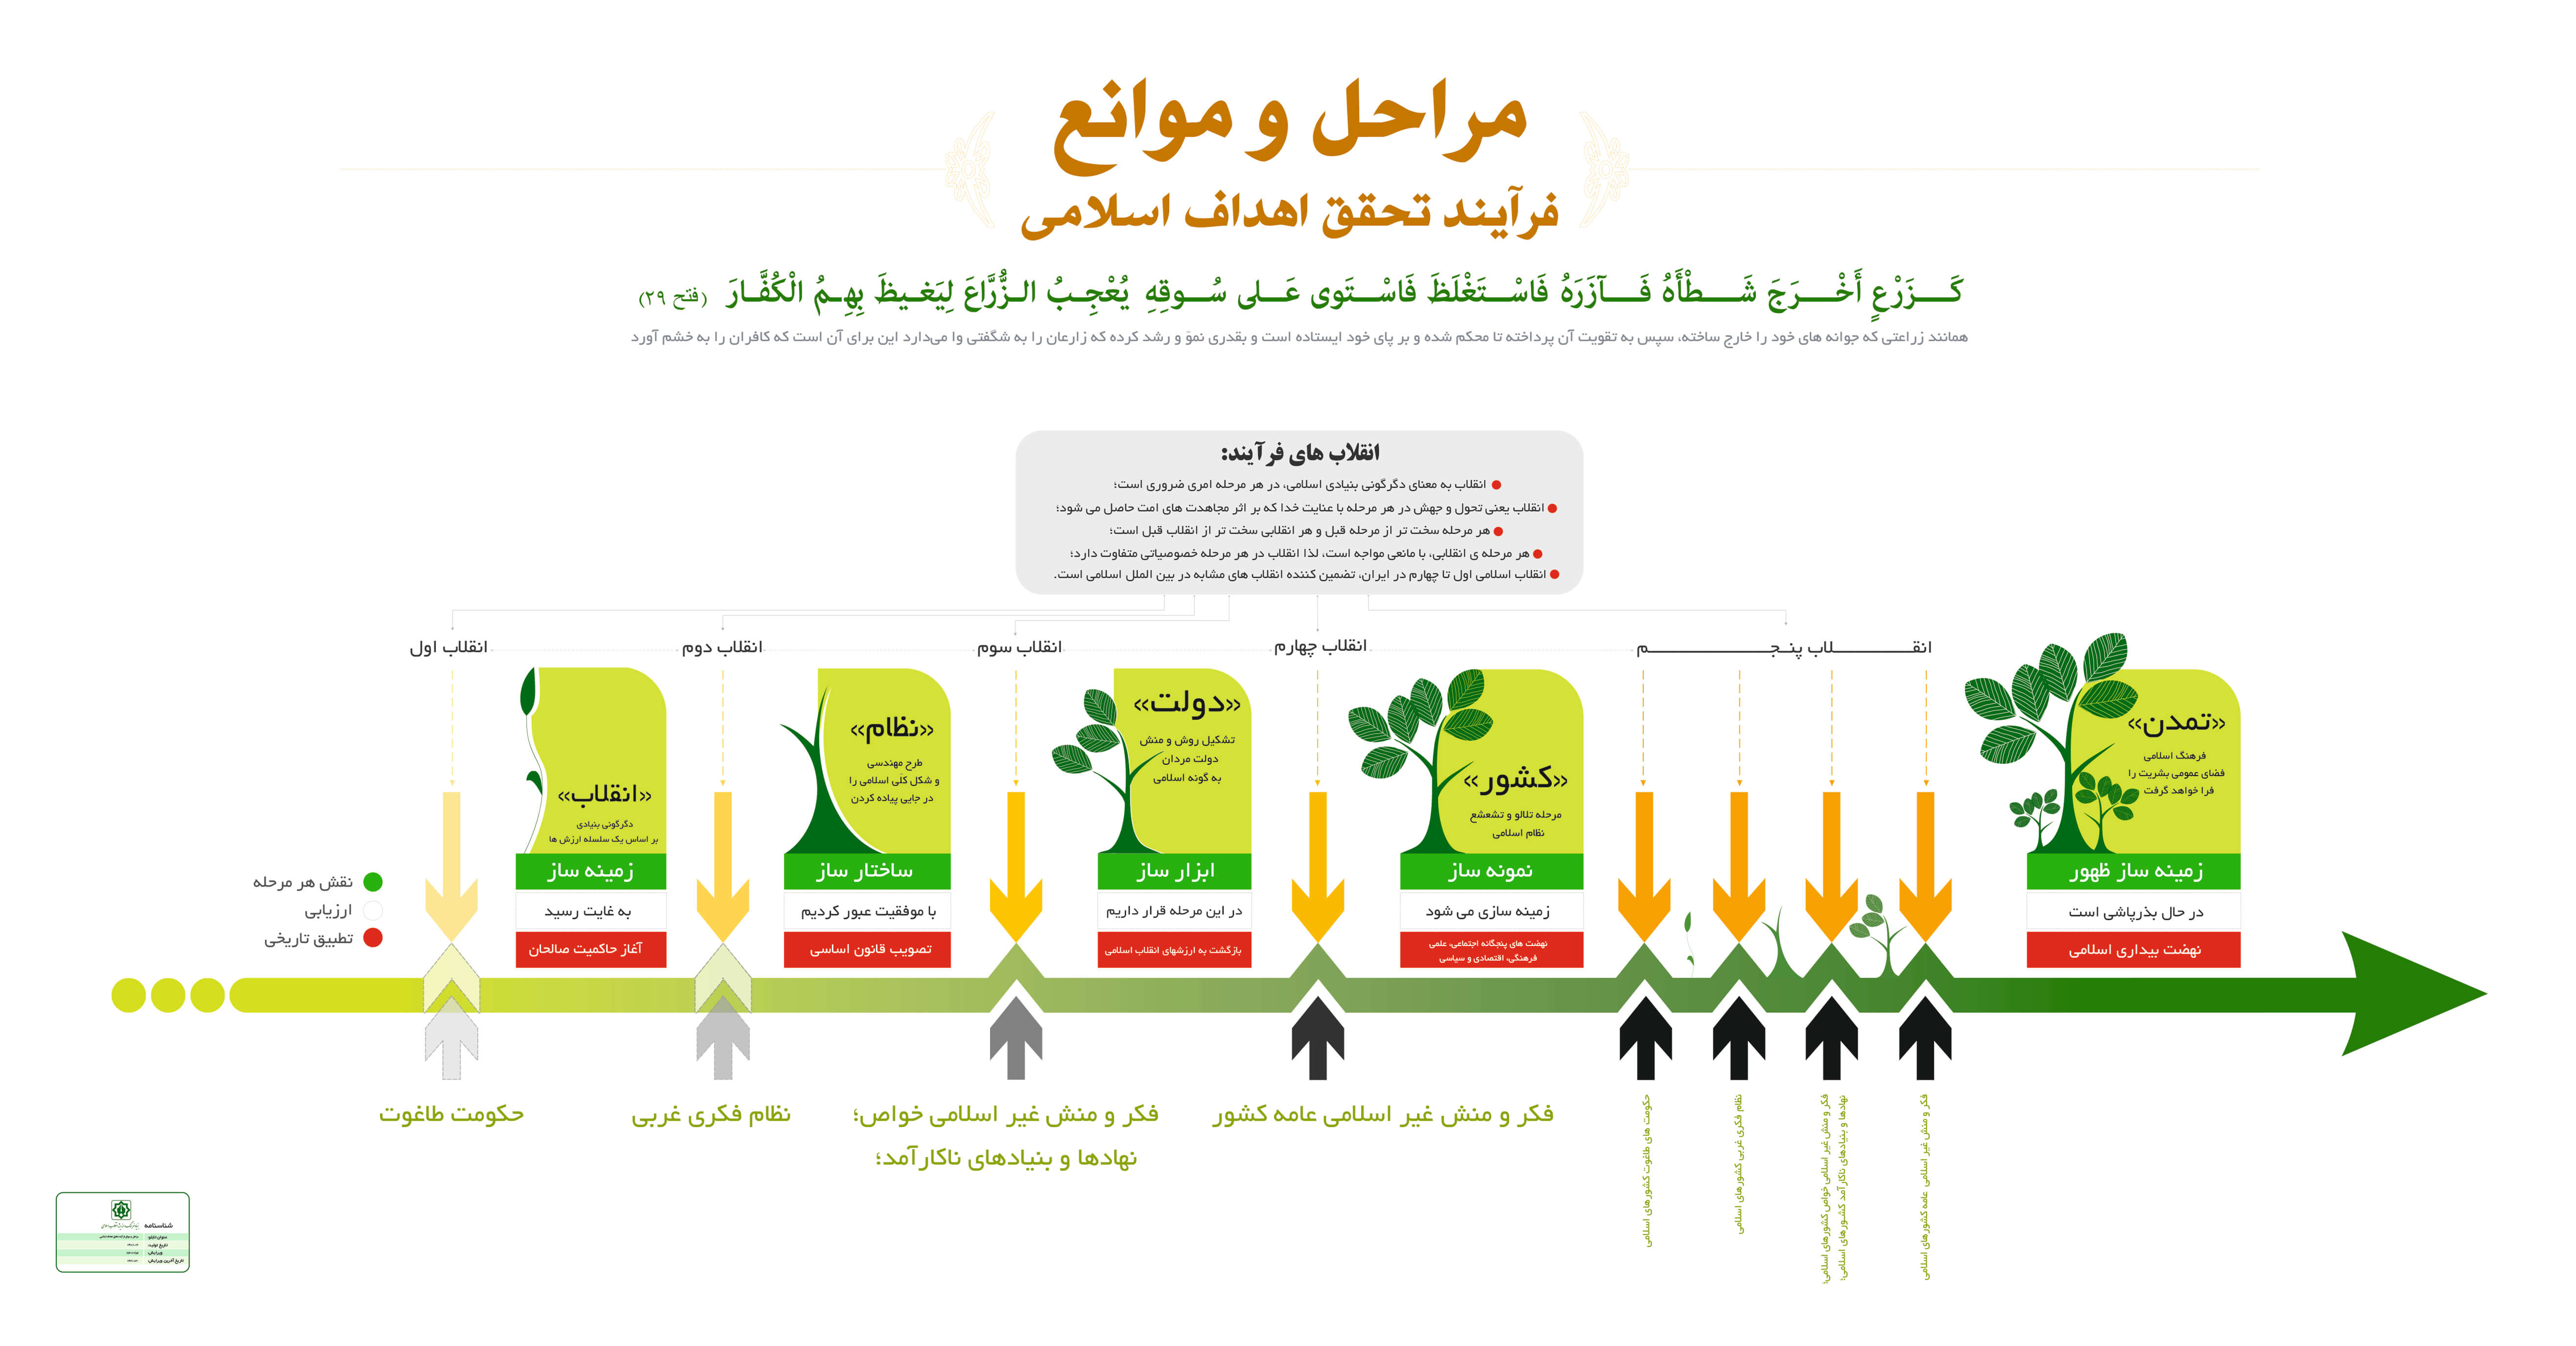 مراحل و موانع
فرآیند تحقق اهداف اسلامی
کَزَرْعٍ أَخْرَجَ شَطْأَهُ فَآزَرَهُ فَاسْتَغْلَظَ فَاسْتَوی عَلی سُوقِهِ یُعْجِبُ الزُّرَّاعَ لِیَغیظَ بِهِمُ الْکُفَّارَ (فتح ۲۹)
همانند زراعتی که جوانه های خود را خارج ساخته، سپس به تقویت آن پرداخته تا محکم شده و بر پای خود ایستاده است و بقدری نمو و رشد کرده که زارعان را به شگفتی وا می‌دارد این برای آن است که کافران را به خشم آورد
انقلاب های فرآیند:
انقلاب به معنای دگرگونی بنیادی اسلامی، در هر مرحله امری ضروری است؛
انقلاب یعنی تحول و جهش در هر مرحله با عنایت خدا که بر اثر مجاهدت های امت حاصل می شود؛
هر مرحله سخت تر از مرحله قبل و هر انقلابی سخت تر از انقلاب قبل است؛
هر مرحله ی انقلابی، با مانعی مواجه است، لذا انقلاب در هر مرحله خصوصیاتی متفاوت دارد؛
انقلاب اسلامی اول تا چهارم در ایران، تضمین کننده انقلاب های مشابه در بین الملل اسلامی است.
انقلاب اول
انقلاب دوم
انقلاب سوم
انقلاب چهارم
انقلاب پنجم
«انقلاب»
دگرگونی بنیادی
بر اساس یک سلسله ارزش ها
زمینه ساز
به غایت رسید
آغاز حاکمیت صالحان
«نظام»
طرح مهندسی
و شکل کلی اسلامی را
در جایی پیاده کردن
ساختار ساز
با موفقیت عبور کردیم
تصویب قانون اساسی
«دولت»
تشکیل روش و منش
دولت مردان
به گونه اسلامی
ابزار ساز
در این مرحله قرار داریم
بازگشت به ارزشهای انقلاب اسلامی
«کشور»
مرحله تلالو و تشعشع
نظام اسلامی
نمونه ساز
زمینه سازی می شود
نهضت های پنجگانه اجتماعی، علمی
فرهنگی، اقتصادی و سیاسی
«تمدن»
فرهنگ اسلامی
فضای عمومی بشریت را
فرا خواهد گرفت
زمینه ساز ظهور
در حال بذرپاشی است
نهضت بیداری اسلامی
نقش هر مرحله
ارزیابی
تطبیق تاریخی
حکومت طاغوت
نظام فکری غربی
فکر و منش غیر اسلامی خواص؛
نهادها و بنیادهای ناکارآمد؛
فکر و منش غیر اسلامی عامه کشور
حکومت های طاغوت کشورهای اسلامی
نظام فکری غربی کشورهای اسلامی
فکر و منش غیر اسلامی خواص کشورهای اسلامی؛
نهادها و بنیادهای ناکارآمد کشورهای اسلامی؛
فکر و منش غیر اسلامی عامه کشورهای اسلامی
شناسنامه
عنوان تابلو:
تاریخ تولید:
ویرایش:
تاریخ آخرین ویرایش: